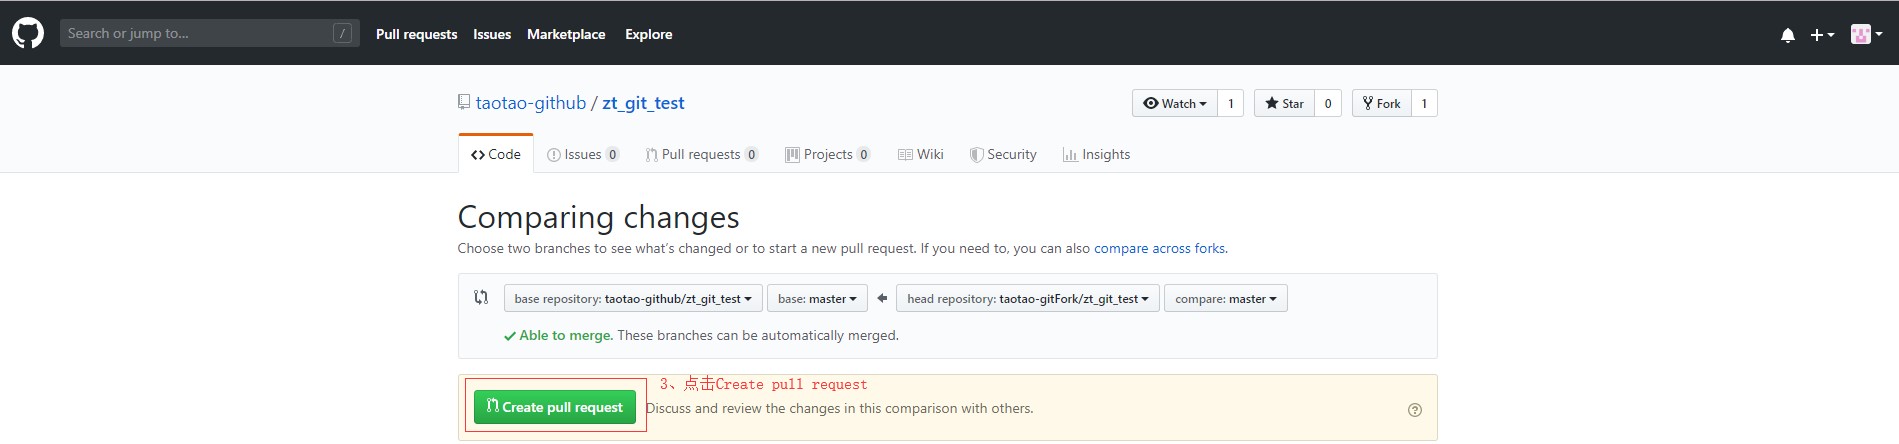 Search or jump to... /
Pull requests Issues Marketplace Explore
taotao-github / zt_git_test
Watch 1 Star 0 Fork 1
Code Issues 0 Pull requests 0 Projects 0 Wiki Security Insights
Comparing changes
Choose two branches to see what's changed or to start a new pull request. If you need to, you can also compare across forks.
base repository: taotao-github/zt_git_test base: master head repository: taotao-gitFork/zt_git_test compare: master
Able to merge. These branches can be automatically merged.
3、点击Create pull request
Create pull request Discuss and review the changes in this comparison with others.